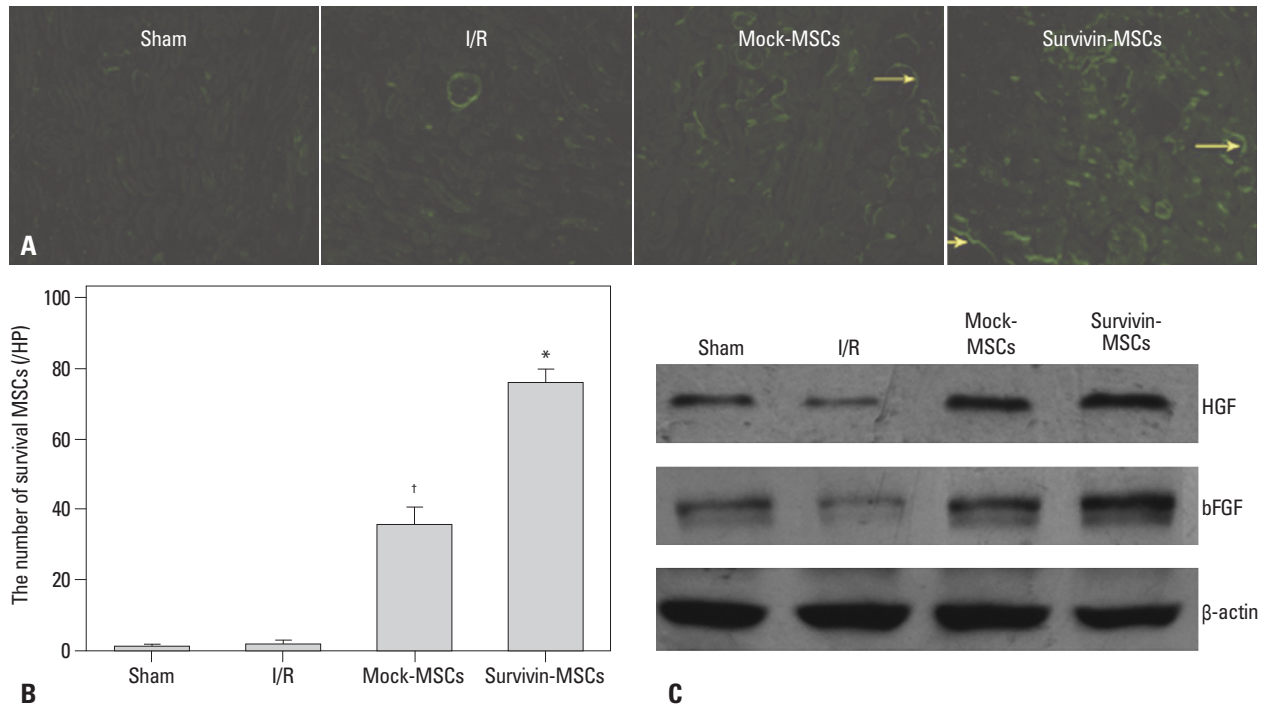 Sham
I/R
Mock-MSCs
Survivin-MSCs
A
The number of survival MSCs (/HP)
100
80
60
40
20
0
†
*
Sham
I/R
Mock-MSCs
Survivin-MSCs
B
Sham
I/R
Mock-
MSCs
Survivin-
MSCs
HGF
bFGF
β-actin
C